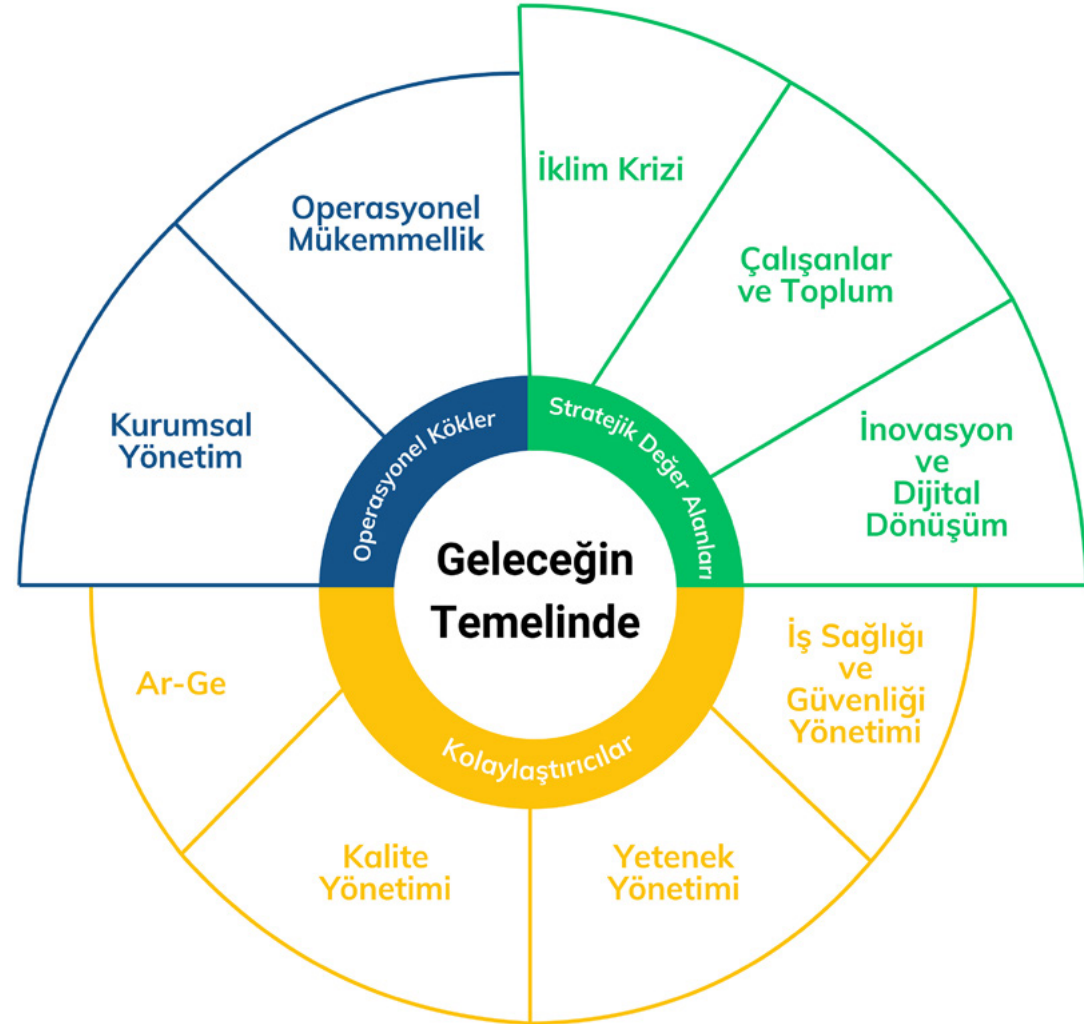 İklim Krizi
Operasyonel
Mükemmellik
Çalışanlar
ve Toplum
Kurumsal
Yönetim
İnovasyon
ve
Dijital
Dönüşüm
Operasyonel Kökler
Stratejik Değer Alanları
Geleceğin
Temelinde
Kolaylaştırıcılar
Ar-Ge
İş Sağlığı
ve
Güvenliği
Yönetimi
Kalite
Yönetimi
Yetenek
Yönetimi